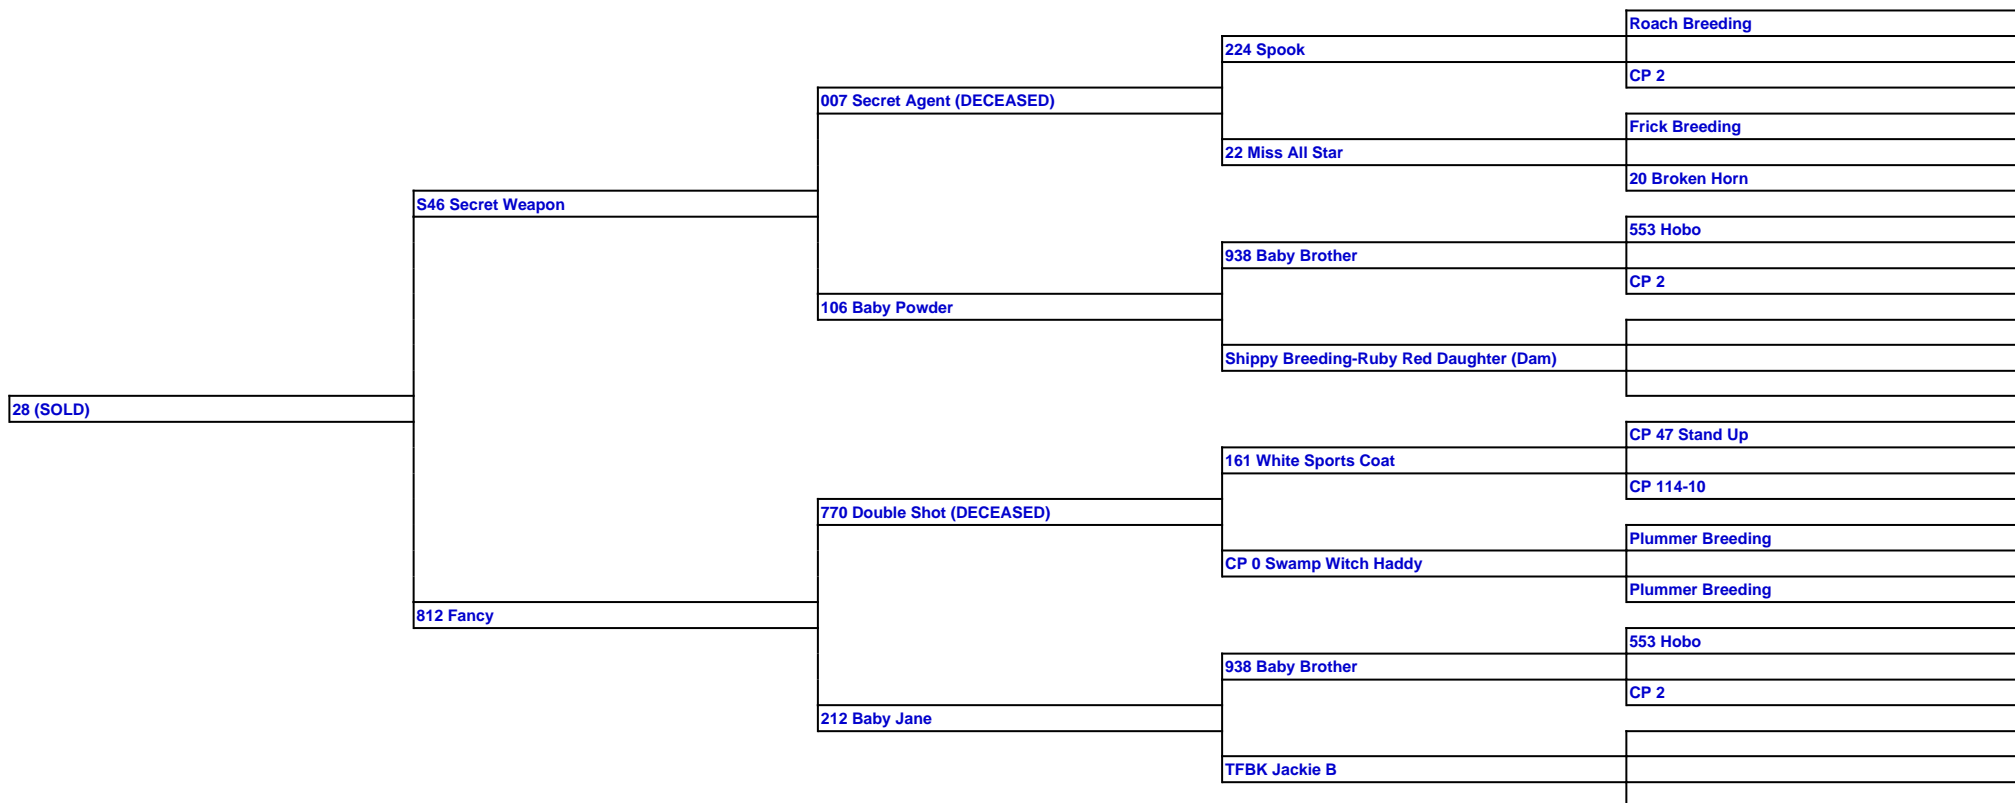 Roach Breeding
224 Spook
CP 2
007 Secret Agent (DECEASED)
Frick Breeding
22 Miss All Star
20 Broken Horn
S46 Secret Weapon
553 Hobo
938 Baby Brother
CP 2
106 Baby Powder
Shippy Breeding-Ruby Red Daughter (Dam)
28 (SOLD)
CP 47 Stand Up
161 White Sports Coat
CP 114-10
770 Double Shot (DECEASED)
Plummer Breeding
CP 0 Swamp Witch Haddy
Plummer Breeding
812 Fancy
553 Hobo
938 Baby Brother
CP 2
212 Baby Jane
TFBK Jackie B